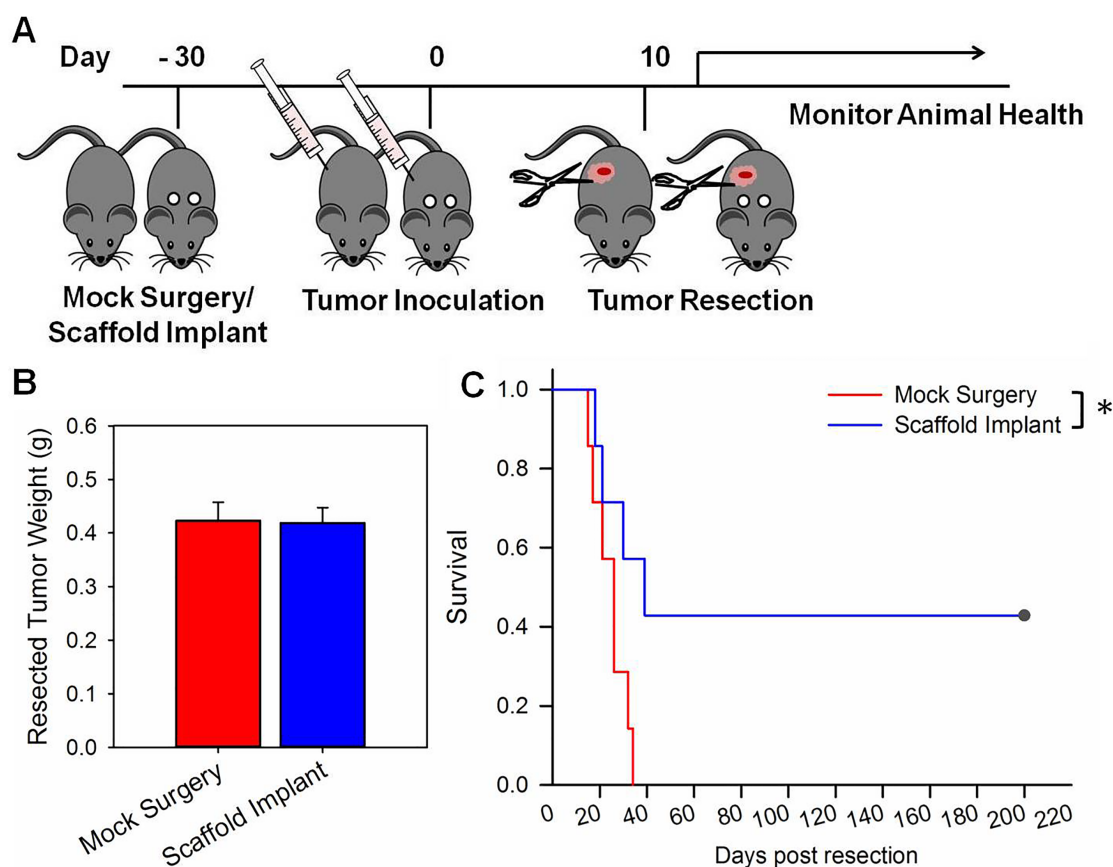 A
Day - 30 0 10
Monitor Animal Health
Mock Surgery/
Scaffold Implant
Tumor Inoculation
Tumor Resection
B
Resected Tumor Weight (g)
0.6
0.5
0.4
0.3
0.2
0.1
0.0
Mock Surgery
Scaffold Implant
C
Survival
1.0
0.8
0.6
0.4
0.2
0.0
Mock Surgery
Scaffold Implant
*
0 20 40 60 80 100 120 140 160 180 200 220
Days post resection